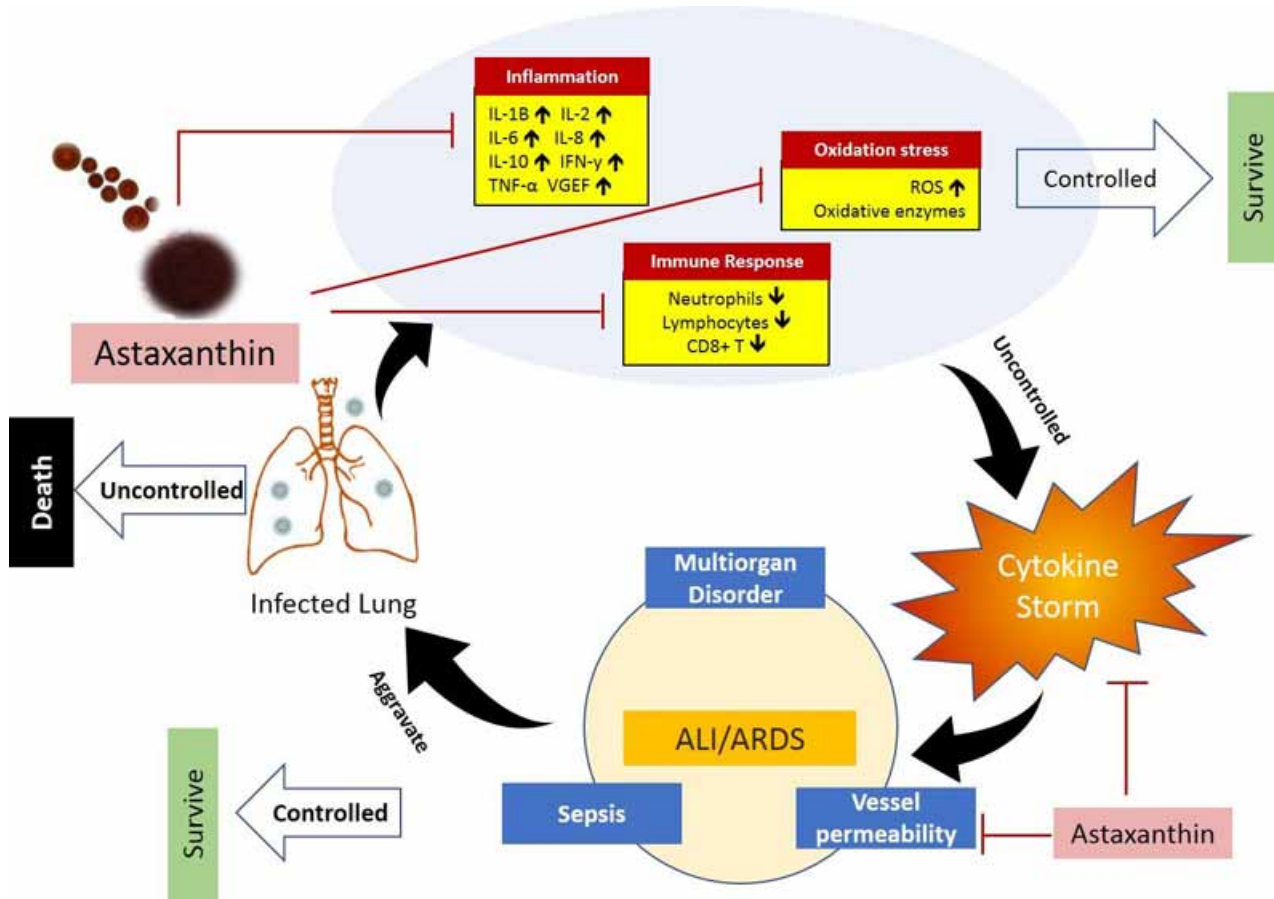 Inflammation
IL-1B ↑ IL-2 ↑
IL-6 ↑ IL-8 ↑
IL-10 ↑ IFN-γ ↑
TNF-α VGEF ↑
Oxidation stress
ROS ↑
Oxidative enzymes
Controlled
Survive
Immune Response
Neutrophils ↓
Lymphocytes ↓
CD8+ T ↓
Astaxanthin
Uncontrolled
Death
Uncontrolled
Infected Lung
Cytokine
Storm
Multiorgan
Disorder
Aggravate
ALI/ARDS
Survive
Controlled
Sepsis
Vessel
permeability
Astaxanthin